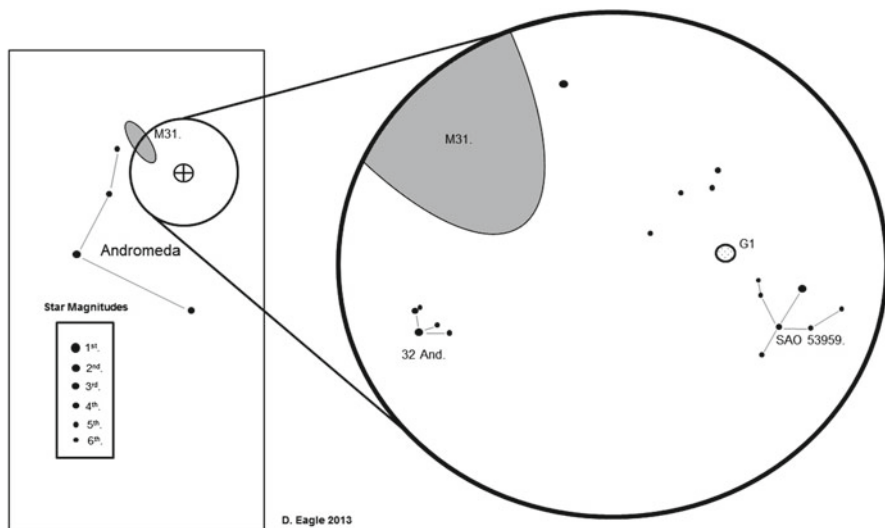 M31.
Andromeda
Star Magnitudes
1st.
2nd.
3rd.
4th.
5th.
6th.
M31.
G1
32 And.
SAO 53959.
D. Eagle 2013